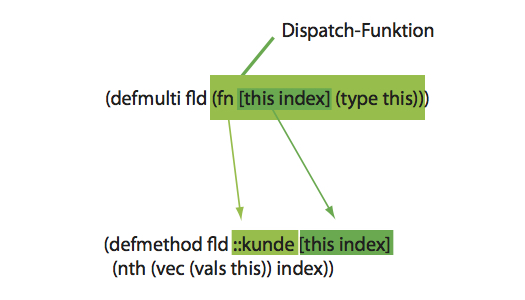 Dispatch-Funktion
(defmulti fld (fn [this index] (type this)))
(defmethod fld ::kunde [this index]
(nth (vec (vals this)) index))